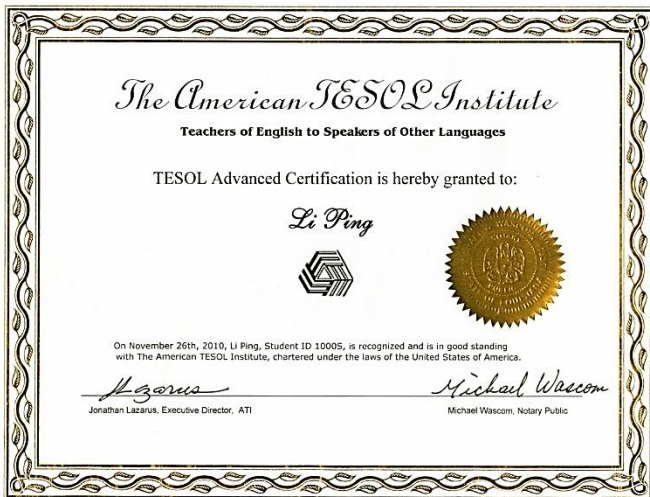 The American TESOL Institute
Teachers of English to Speakers of Other Languages
TESOL Advanced Certification is hereby granted to:
Li Ping
On November 26th, 2010, Li Ping, Student ID 1000S, is recognized and is in good standing
with The American TESOL Institute, chartered under the laws of the United States of America.
Michael Wascom
Jonathan Lazarus, Executive Director, ATI
Michael Wascom, Notary Public